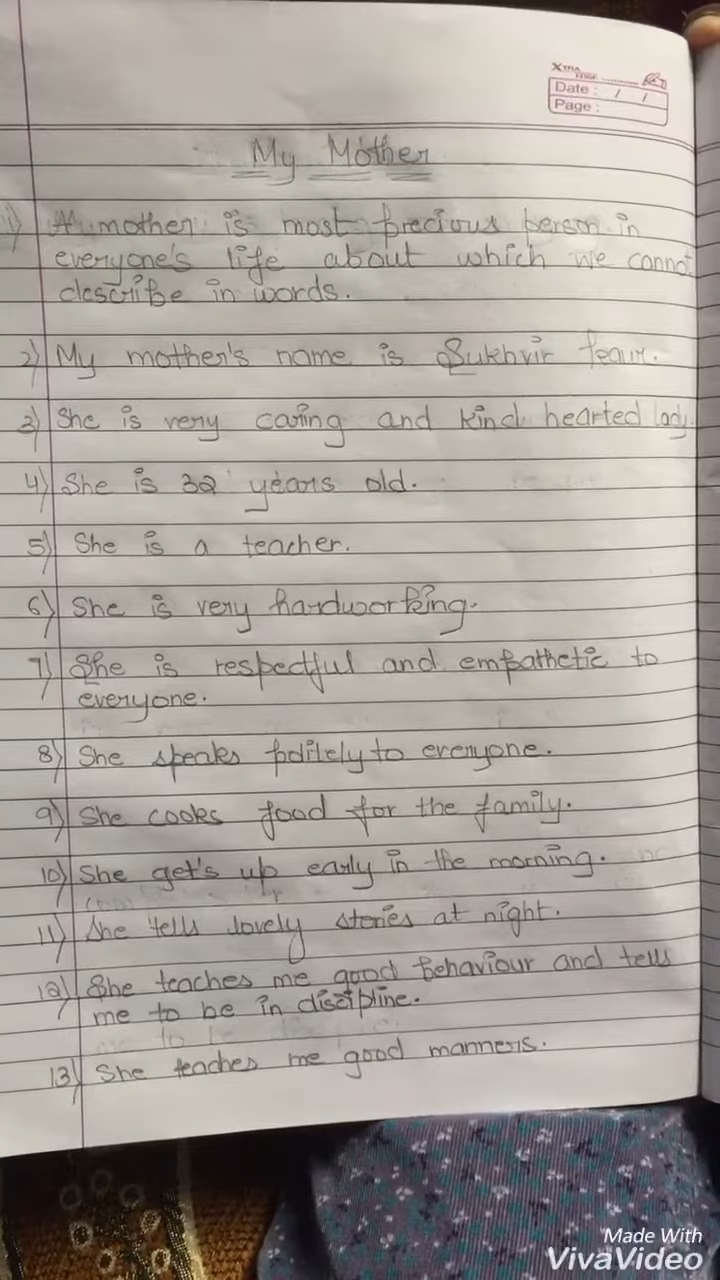 XTRA
Date : / /
Page :
My Mother
1) A mother is most precious person in
everyone's life about which we cannot
describe in words.
2) My mother's name is Sukhvir Kaur.
3) She is very caring and kind hearted lady.
4) She is 32 years old.
5) She is a teacher.
6) She is very hardworking.
7) She is respectful and empathetic to
everyone.
8) She speaks politely to everyone.
9) She cooks food for the family.
10) She get's up early in the morning.
11) She tells lovely stories at night.
12) She teaches me good behaviour and tells
me to be in discipline.
13) She teaches me good manners.
Made With
VivaVideo